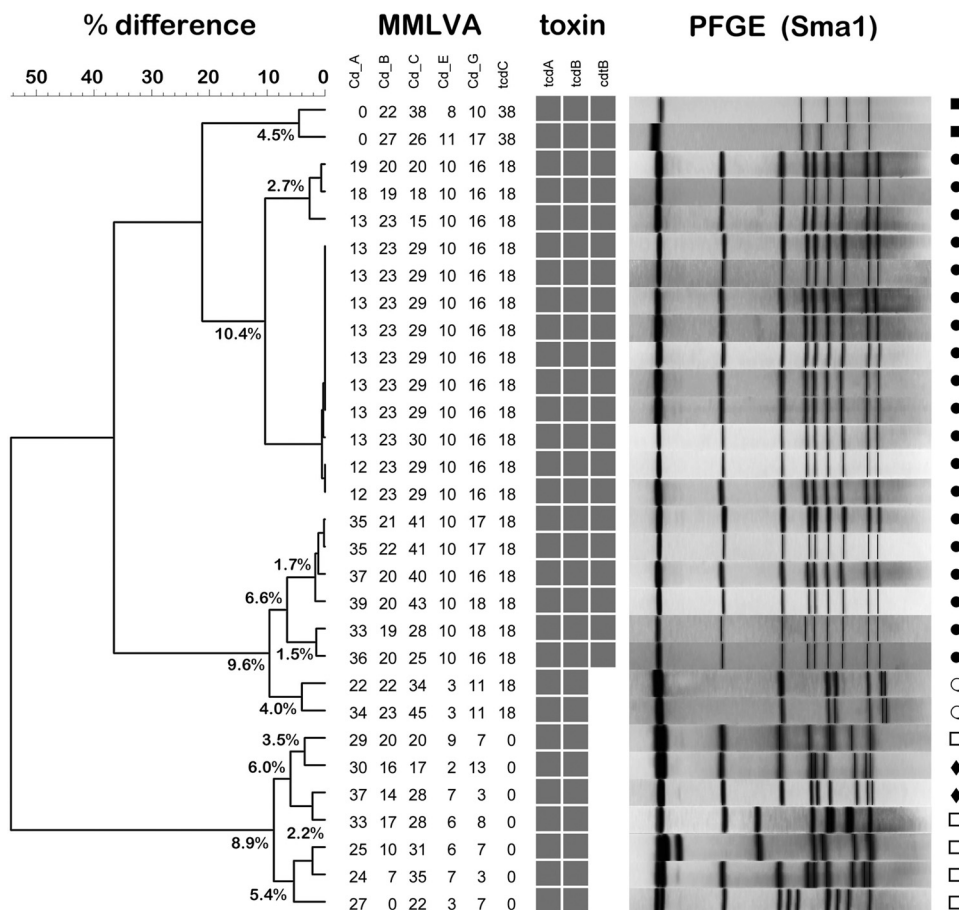 % difference MMLVA toxin PFGE (Sma1)
Cd_A Cd_B Cd_C Cd_E Cd_G tcdC tcdA tcdB cdtB
50 40 30 20 10 0
0 22 38 8 10 38
4.5% 0 27 26 11 17 38
19 20 20 10 16 18
2.7% 18 19 18 10 16 18
13 23 15 10 16 18
13 23 29 10 16 18
13 23 29 10 16 18
13 23 29 10 16 18
10.4% 13 23 29 10 16 18
13 23 29 10 16 18
13 23 29 10 16 18
13 23 29 10 16 18
13 23 30 10 16 18
12 23 29 10 16 18
12 23 29 10 16 18
35 21 41 10 17 18
1.7% 35 22 41 10 17 18
37 20 40 10 16 18
6.6% 39 20 43 10 18 18
33 19 28 10 18 18
9.6% 1.5% 36 20 25 10 16 18
22 22 34 3 11 18
4.0% 34 23 45 3 11 18
3.5% 29 20 20 9 7 0
6.0% 30 16 17 2 13 0
37 14 28 7 3 0
2.2% 33 17 28 6 8 0
8.9% 25 10 31 6 7 0
24 7 35 7 3 0
5.4% 27 0 22 3 7 0